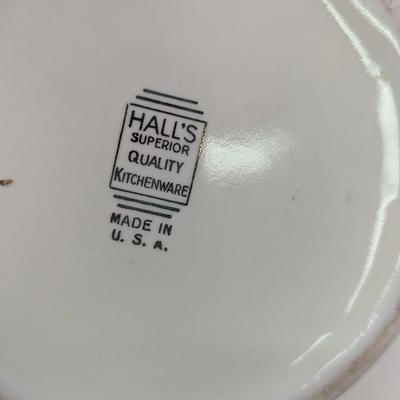 HALL'S
SUPERIOR
QUALITY
KITCHENWARE
MADE IN
U. S. A.